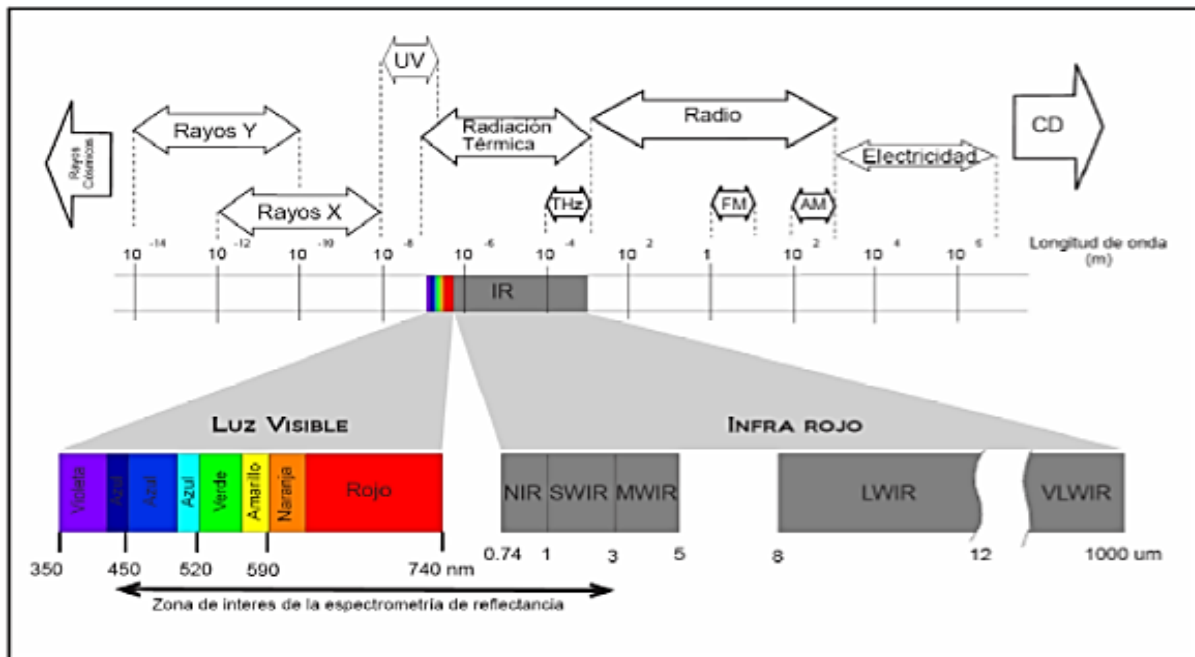 UV
Rayos Cósmicos
Rayos Y
Radiación
Térmica
Radio
CD
Electricidad
Rayos X
THz
FM
AM
10^-14 10^-12 10^-10 10^-8 10^-6 10^-4 10^2 1 10^2 10^4 10^6 Longitud de onda
(m)
IR
LUZ VISIBLE
INFRA ROJO
Violeta Azul Azul Azul Verde Amarillo Naranja Rojo
NIR SWIR MWIR LWIR VLWIR
350 450 520 590 740 nm
0.74 1 3 5 8 12 1000 um
Zona de interes de la espectrometría de reflectancia